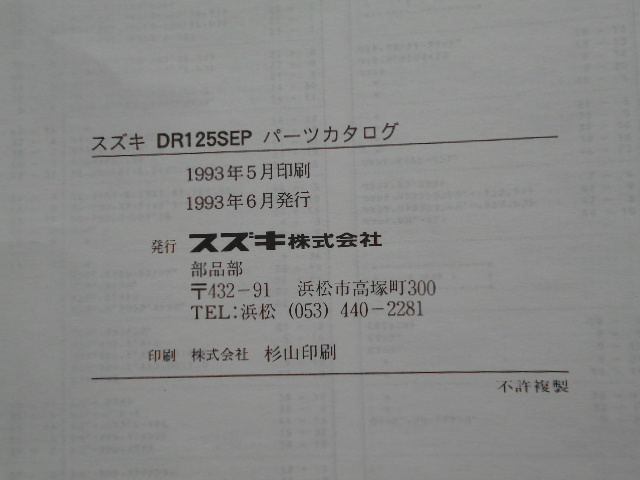 スズキ DR125SEP パーツカタログ
1993年5月印刷
1993年6月発行
発行 スズキ株式会社
部品部
〒432-91 浜松市高塚町300
TEL:浜松 (053) 440-2281
印刷 株式会社 杉山印刷
不許複製